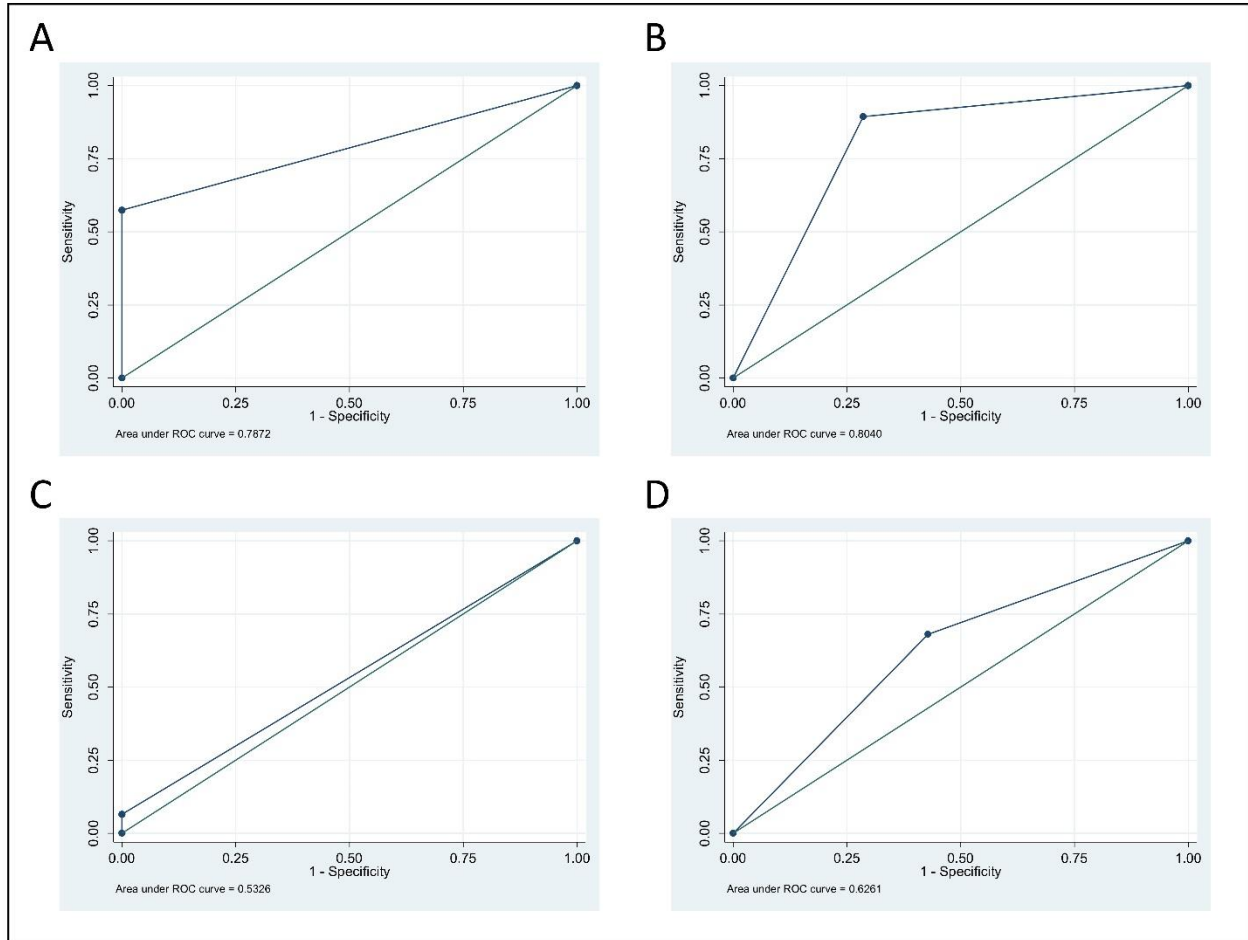 A
1.00
0.75
0.50
0.25
0.00
Sensitivity
0.00 0.25 0.50 0.75 1.00
1 - Specificity
Area under ROC curve = 0.7872
B
1.00
0.75
0.50
0.25
0.00
Sensitivity
0.00 0.25 0.50 0.75 1.00
1 - Specificity
Area under ROC curve = 0.8040
C
1.00
0.75
0.50
0.25
0.00
Sensitivity
0.00 0.25 0.50 0.75 1.00
1 - Specificity
Area under ROC curve = 0.5326
D
1.00
0.75
0.50
0.25
0.00
Sensitivity
0.00 0.25 0.50 0.75 1.00
1 - Specificity
Area under ROC curve = 0.6261